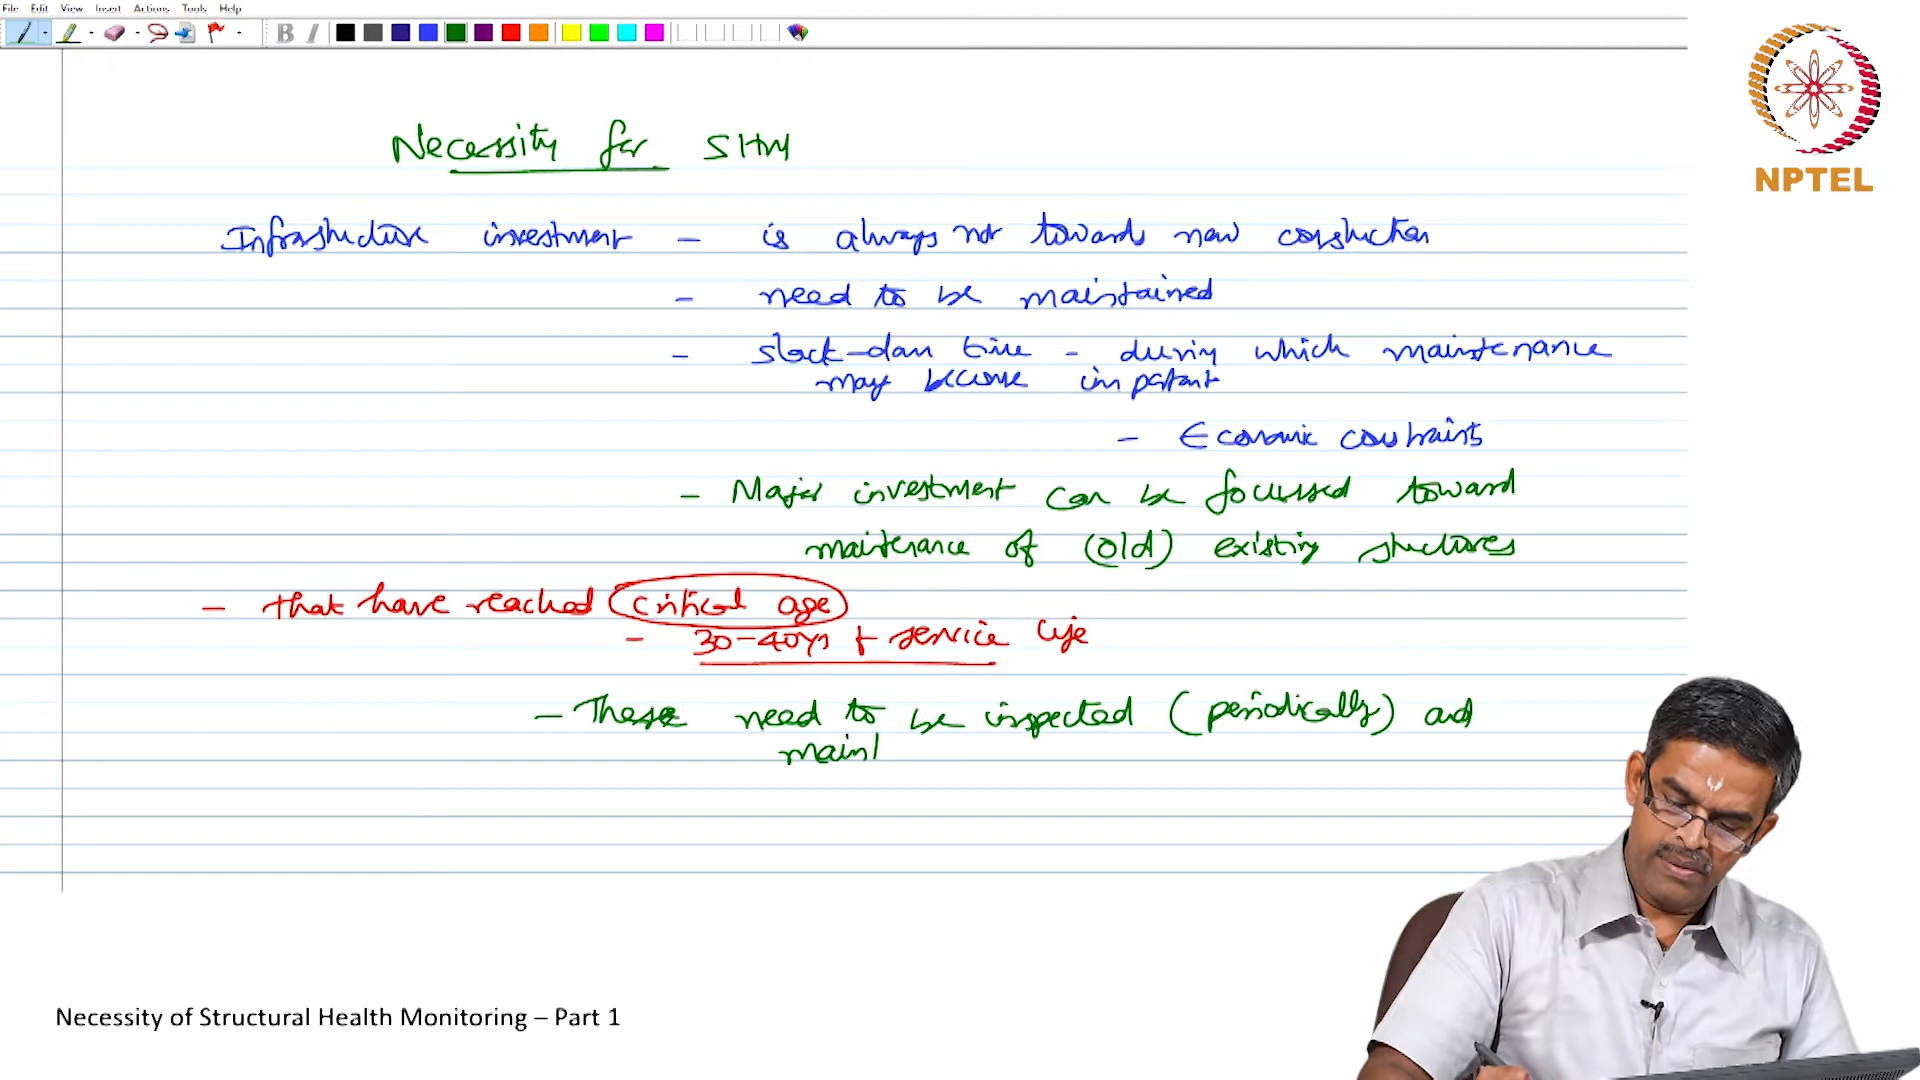 File Edit View Insert Actions Tools Help
B I
NPTEL
Necessity for SHM
Infrastructure investment - is always not towards new construction
- need to be maintained
- slack-down time - during which maintenance
may become important
- Economic constraints
- Major investment can be focussed toward
maintenance of (old) existing structures
- that have reached critical age
- 30-40yrs of service life
- These need to be inspected (periodically) and
main
Necessity of Structural Health Monitoring – Part 1